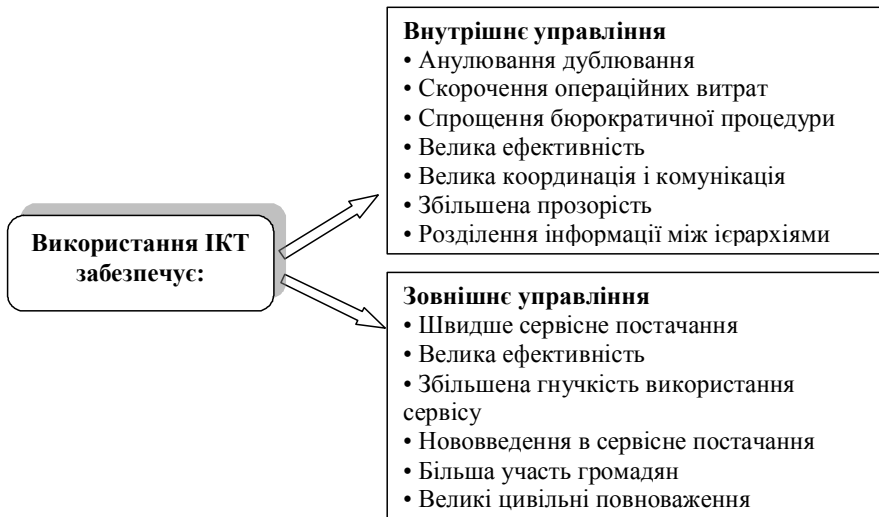 Використання ІКТ
забезпечує:
Внутрішнє управління
• Анулювання дублювання
• Скорочення операційних витрат
• Спрощення бюрократичної процедури
• Велика ефективність
• Велика координація і комунікація
• Збільшена прозорість
• Розділення інформації між ієрархіями
Зовнішнє управління
• Швидше сервісне постачання
• Велика ефективність
• Збільшена гнучкість використання
сервісу
• Нововведення в сервісне постачання
• Більша участь громадян
• Великі цивільні повноваження